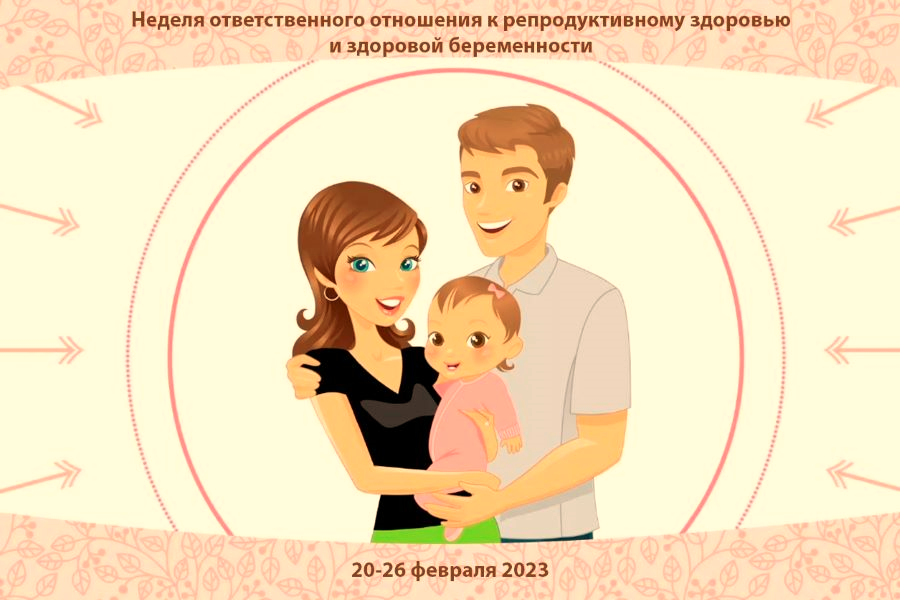 Неделя ответственного отношения к репродуктивному здоровью
и здоровой беременности
20-26 февраля 2023